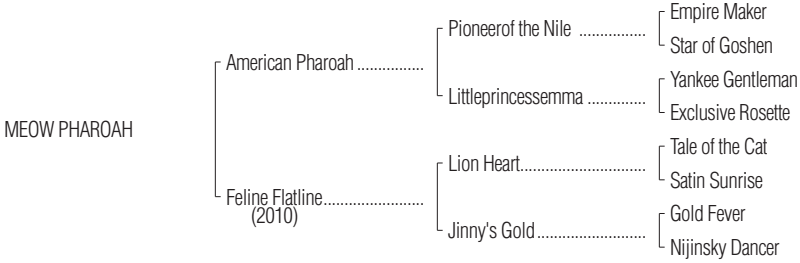 MEOW PHAROAH
American Pharoah ................
Feline Flatline........................
(2010)
Pioneerof the Nile ................
Littleprincessemma ..............
Lion Heart..............................
Jinny's Gold ..........................
Empire Maker
Star of Goshen
Yankee Gentleman
Exclusive Rosette
Tale of the Cat
Satin Sunrise
Gold Fever
Nijinsky Dancer